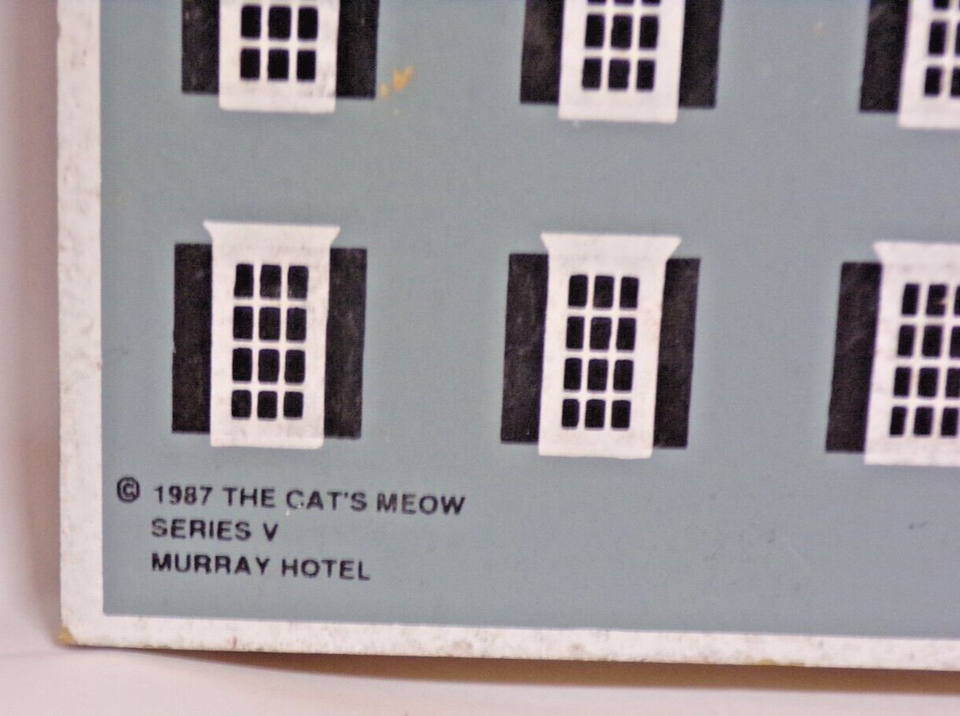 © 1987 THE CAT'S MEOW
SERIES V
MURRAY HOTEL